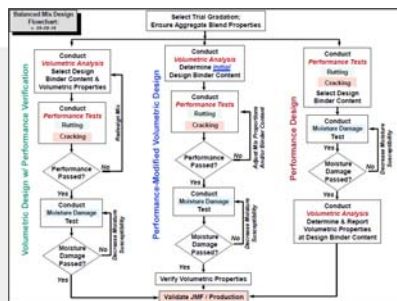 Balanced Mix Design
Flowchart:
Select Trial Gradation;
Ensure Aggregate Blend Properties
Volumetric Design w/ Performance Verification
Conduct
Volumetric Analysis
Select Design
Binder Content &
Volumetric Properties
Conduct
Performance Tests
Rutting
Cracking
Redesign Mix
Performance
Passed?
No
Yes
Conduct
Moisture Damage
Test
Decrease Moisture
Susceptibility
Moisture
Damage
Passed?
No
Yes
Performance-Modified Volumetric Design
Conduct
Volumetric Analysis
Determine Initial
Design Binder Content
Conduct
Performance Tests
Rutting
Cracking
Adjust Mix Proportions
And/or Binder Content
Performance
Passed?
No
Yes
Conduct
Moisture Damage
Test
Decrease Moisture
Susceptibility
Moisture
Damage
Passed?
No
Yes
Verify Volumetric Properties
Performance Design
Conduct
Performance Tests
Rutting
Cracking
Select Design
Binder Content
Conduct
Moisture Damage
Test
Decrease Moisture
Susceptibility
Moisture
Damage
Passed?
No
Yes
Conduct
Volumetric Analysis
Determine & Report
Volumetric Properties
at Design Binder Content
Validate JMF / Production